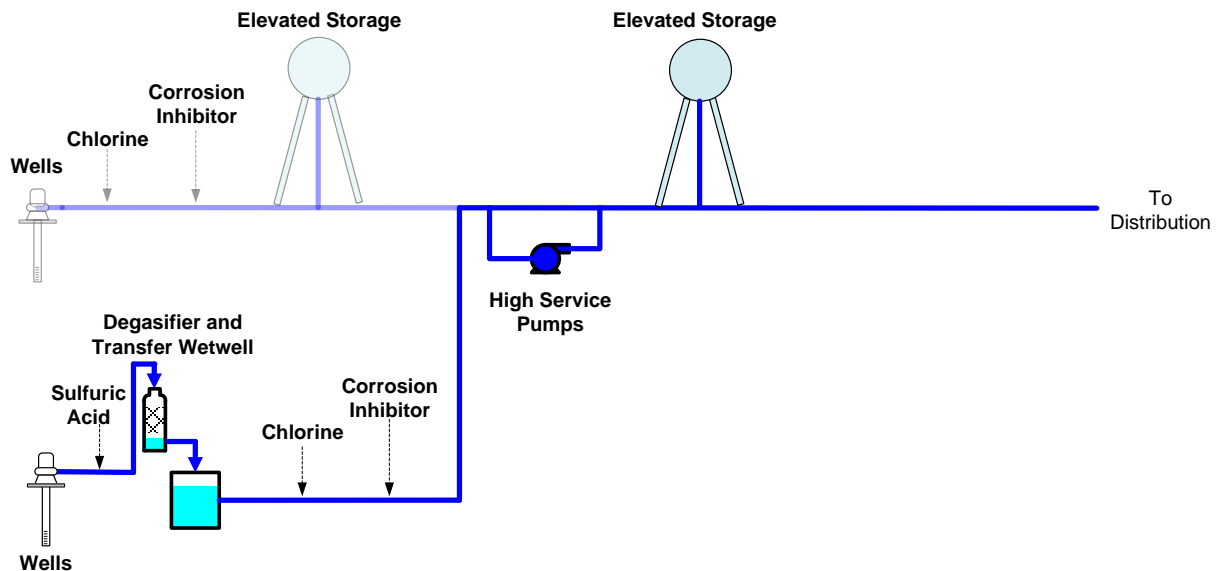 Elevated Storage
Elevated Storage
Corrosion
Inhibitor
Chlorine
Wells
To
Distribution
High Service
Pumps
Degasifier and
Transfer Wetwell
Sulfuric
Acid
Corrosion
Inhibitor
Chlorine
Wells